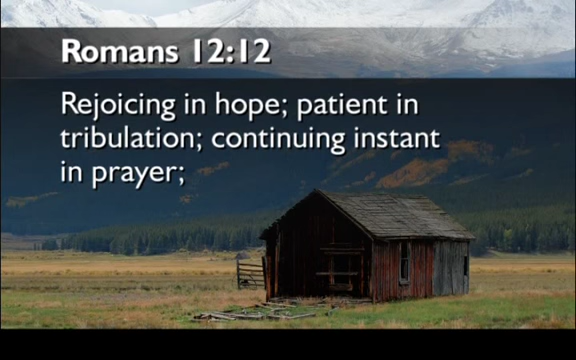 Romans 12:12
Rejoicing in hope; patient in
tribulation; continuing instant
in prayer;